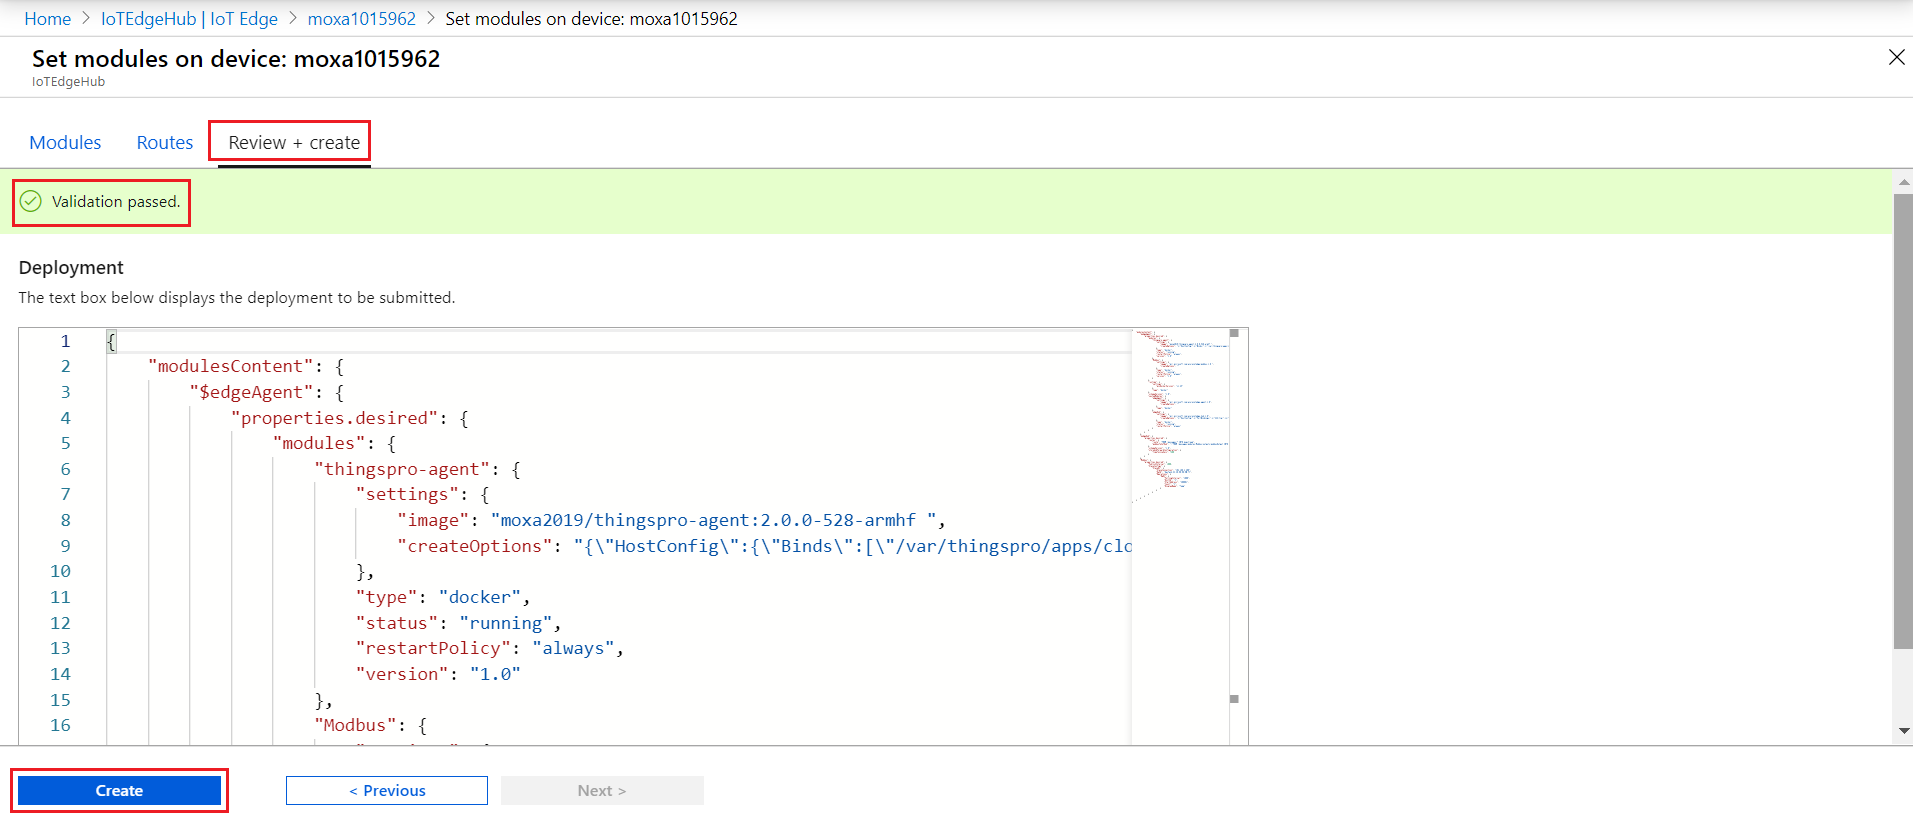 Home > IoTEdgeHub | IoT Edge > moxa1015962 > Set modules on device: moxa1015962
Set modules on device: moxa1015962
IoTEdgeHub
Modules Routes Review + create
Validation passed.
Deployment
The text box below displays the deployment to be submitted.
1 {
2 "modulesContent": {
3 "$edgeAgent": {
4 "properties.desired": {
5 "modules": {
6 "thingspro-agent": {
7 "settings": {
8 "image": "moxa2019/thingspro-agent:2.0.0-528-armhf ",
9 "createOptions": "{\"HostConfig\":{\"Binds\":[\"/var/thingspro/apps/clo
10 },
11 "type": "docker",
12 "status": "running",
13 "restartPolicy": "always",
14 "version": "1.0"
15 },
16 "Modbus": {
Create < Previous Next >